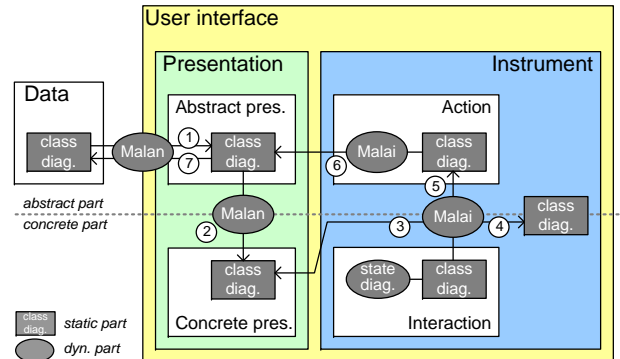 User interface
Presentation
Instrument
Data
Abstract pres.
Action
class
diag.
Malan
1
7
class
diag.
6
Malai
class
diag.
5
abstract part
concrete part
2
Malan
3
Malai
4
class
diag.
class
diag.
state
diag.
class
diag.
Concrete pres.
Interaction
class
diag.
static part
dyn. part